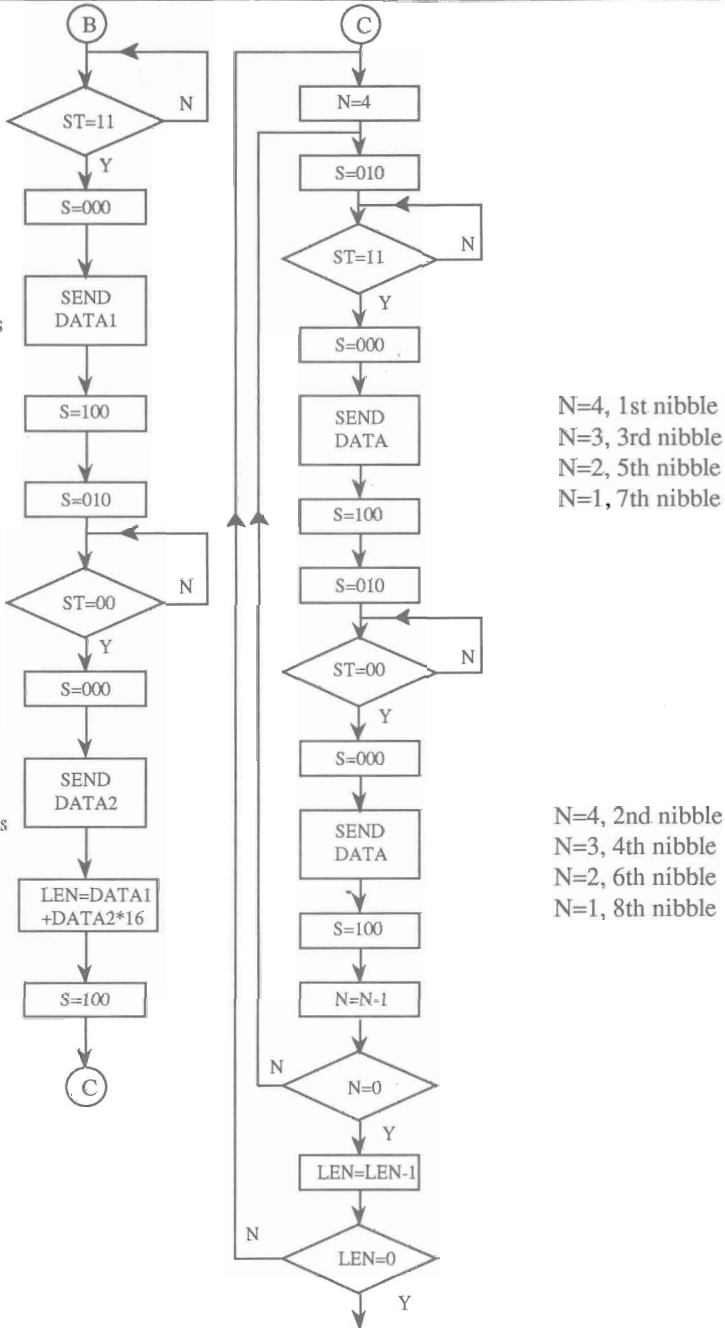 B
ST=11
N
Y
S=000
SEND
DATA1
s
S=100
S=010
ST=00
N
Y
S=000
SEND
DATA2
s
LEN=DATA1
+DATA2*16
S=100
C
C
N=4
S=010
ST=11
N
Y
S=000
SEND
DATA
S=100
S=010
ST=00
N
Y
S=000
SEND
DATA
S=100
N=N-1
N
N=0
Y
LEN=LEN-1
N
LEN=0
Y
N=4, 1st nibble
N=3, 3rd nibble
N=2, 5th nibble
N=1, 7th nibble
N=4, 2nd nibble
N=3, 4th nibble
N=2, 6th nibble
N=1, 8th nibble